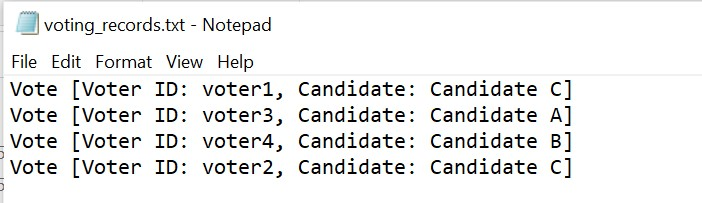 voting_records.txt - Notepad
File Edit Format View Help
Vote [Voter ID: voter1, Candidate: Candidate C]
Vote [Voter ID: voter3, Candidate: Candidate A]
Vote [Voter ID: voter4, Candidate: Candidate B]
Vote [Voter ID: voter2, Candidate: Candidate C]